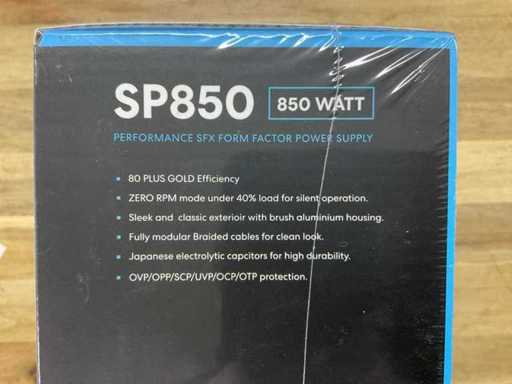 SP850 850 WATT
PERFORMANCE SFX FORM FACTOR POWER SUPPLY
80 PLUS GOLD Efficiency
ZERO RPM mode under 40% load for silent operation.
Sleek and classic exterioir with brush aluminium housing.
Fully modular Braided cables for clean look.
Japanese electrolytic capcitors for high durability.
OVP/OPP/SCP/UVP/OCP/OTP protection.